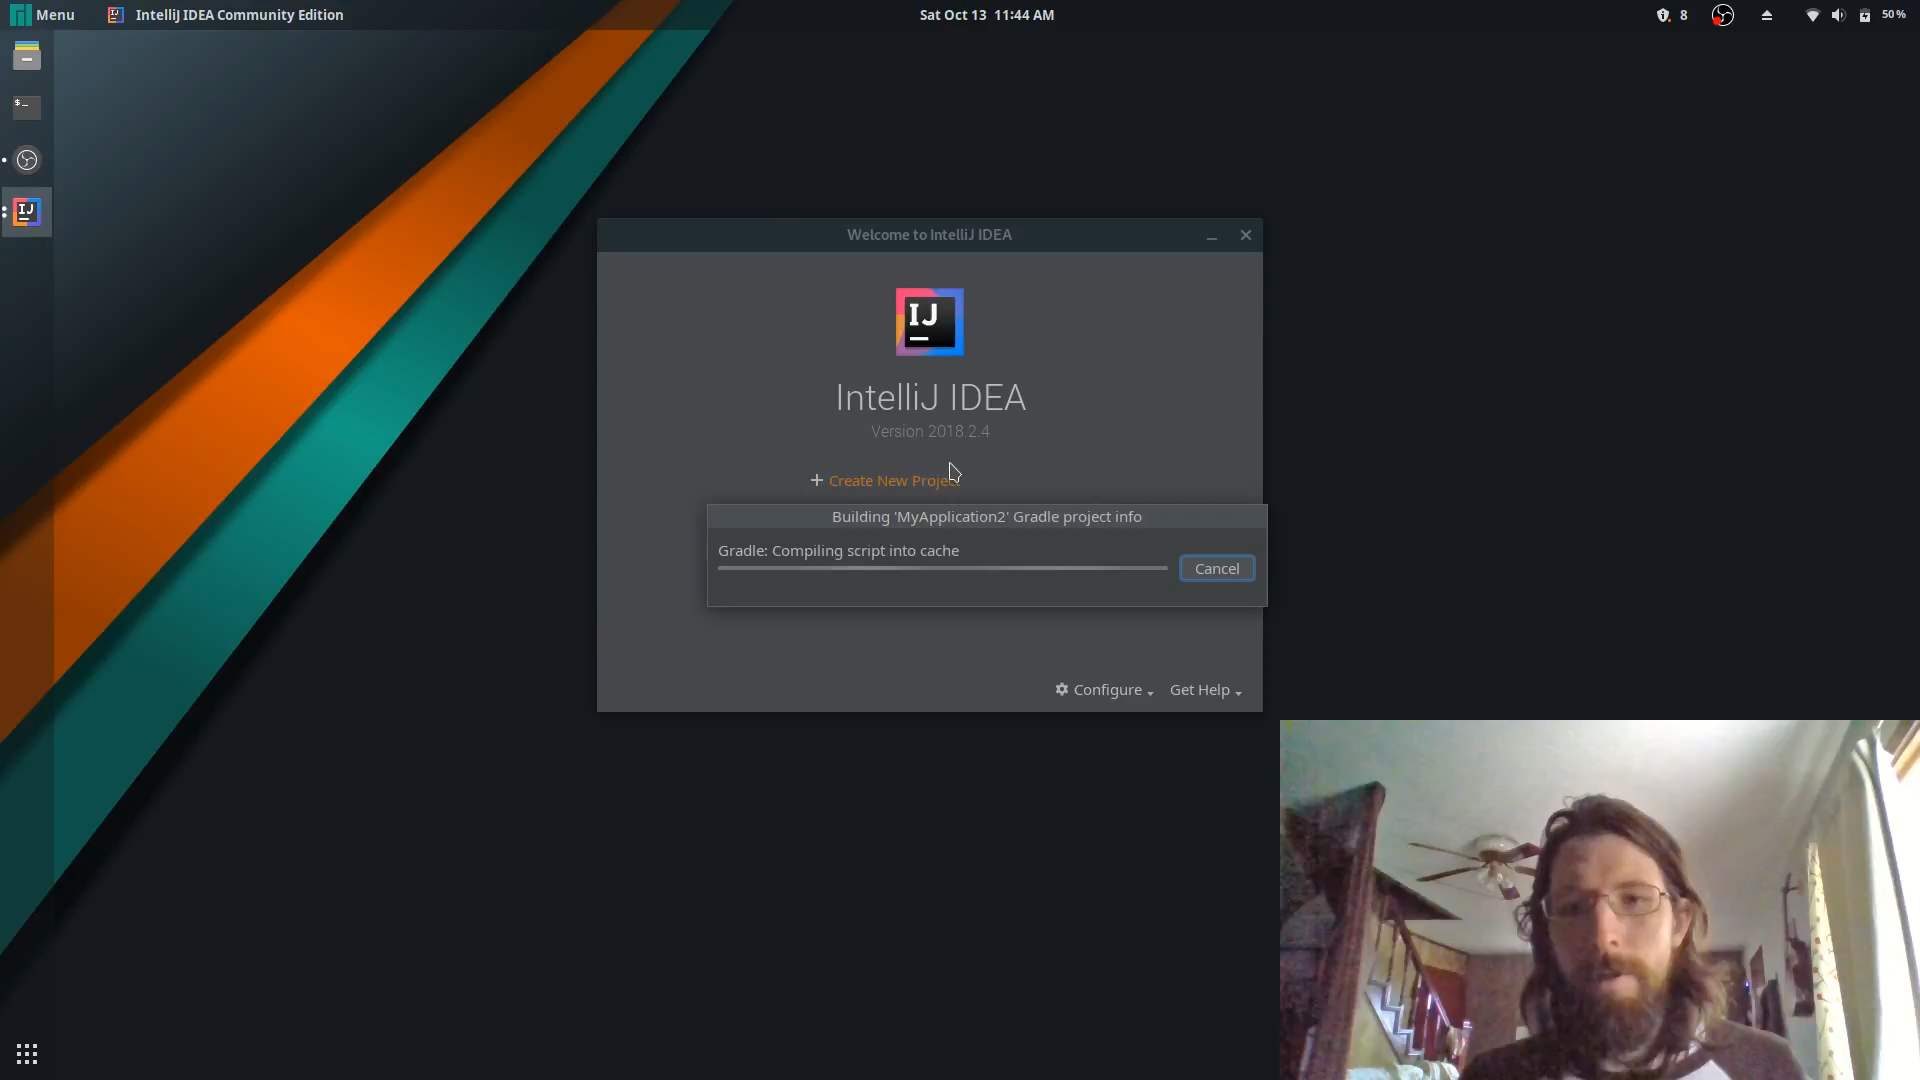 Menu
IntelliJ IDEA Community Edition
Sat Oct 13 11:44 AM
8
50 %
$
IJ
Welcome to IntelliJ IDEA
IJ
IntelliJ IDEA
Version 2018.2.4
Create New Project
Building 'MyApplication2' Gradle project info
Gradle: Compiling script into cache
Cancel
Configure
Get Help